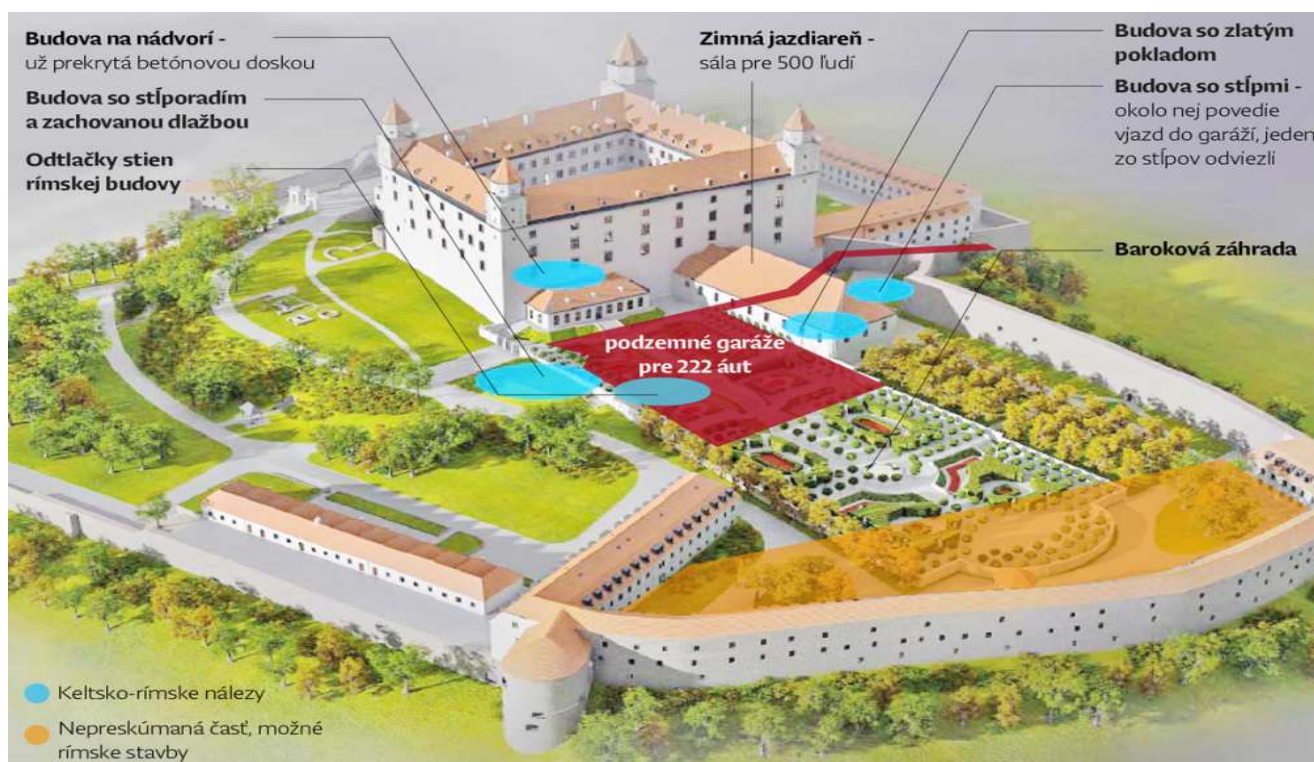 Budova na nádvorí -
už prekrytá betónovou doskou
Budova so stĺporadím
a zachovanou dlažbou
Odtlačky stien
rímskej budovy
Zimná jazdiareň -
sála pre 500 ľudí
Budova so zlatým
pokladom
Budova so stĺpmi -
okolo nej povedie
vjazd do garáží, jeden
zo stĺpov odviezli
Baroková záhrada
podzemné garáže
pre 222 áut
Keltsko-rímske nálezy
Nepreskúmaná časť, možné
rímske stavby